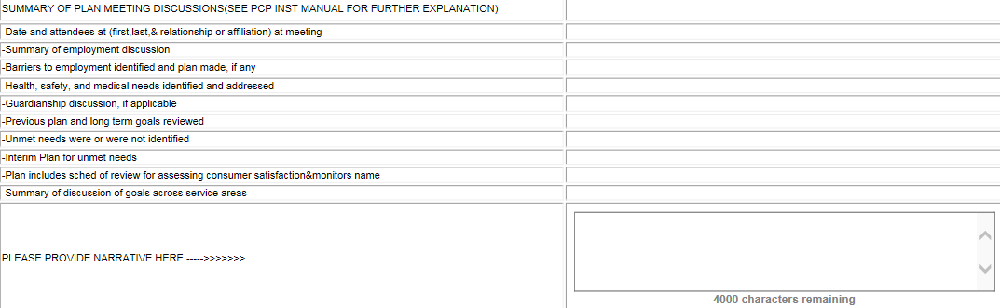 SUMMARY OF PLAN MEETING DISCUSSIONS(SEE PCP INST MANUAL FOR FURTHER EXPLANATION)
-Date and attendees at (first,last,& relationship or affiliation) at meeting
-Summary of employment discussion
-Barriers to employment identified and plan made, if any
-Health, safety, and medical needs identified and addressed
-Guardianship discussion, if applicable
-Previous plan and long term goals reviewed
-Unmet needs were or were not identified
-Interim Plan for unmet needs
-Plan includes sched of review for assessing consumer satisfaction&monitors name
-Summary of discussion of goals across service areas
PLEASE PROVIDE NARRATIVE HERE ----->>>>>>>
4000 characters remaining